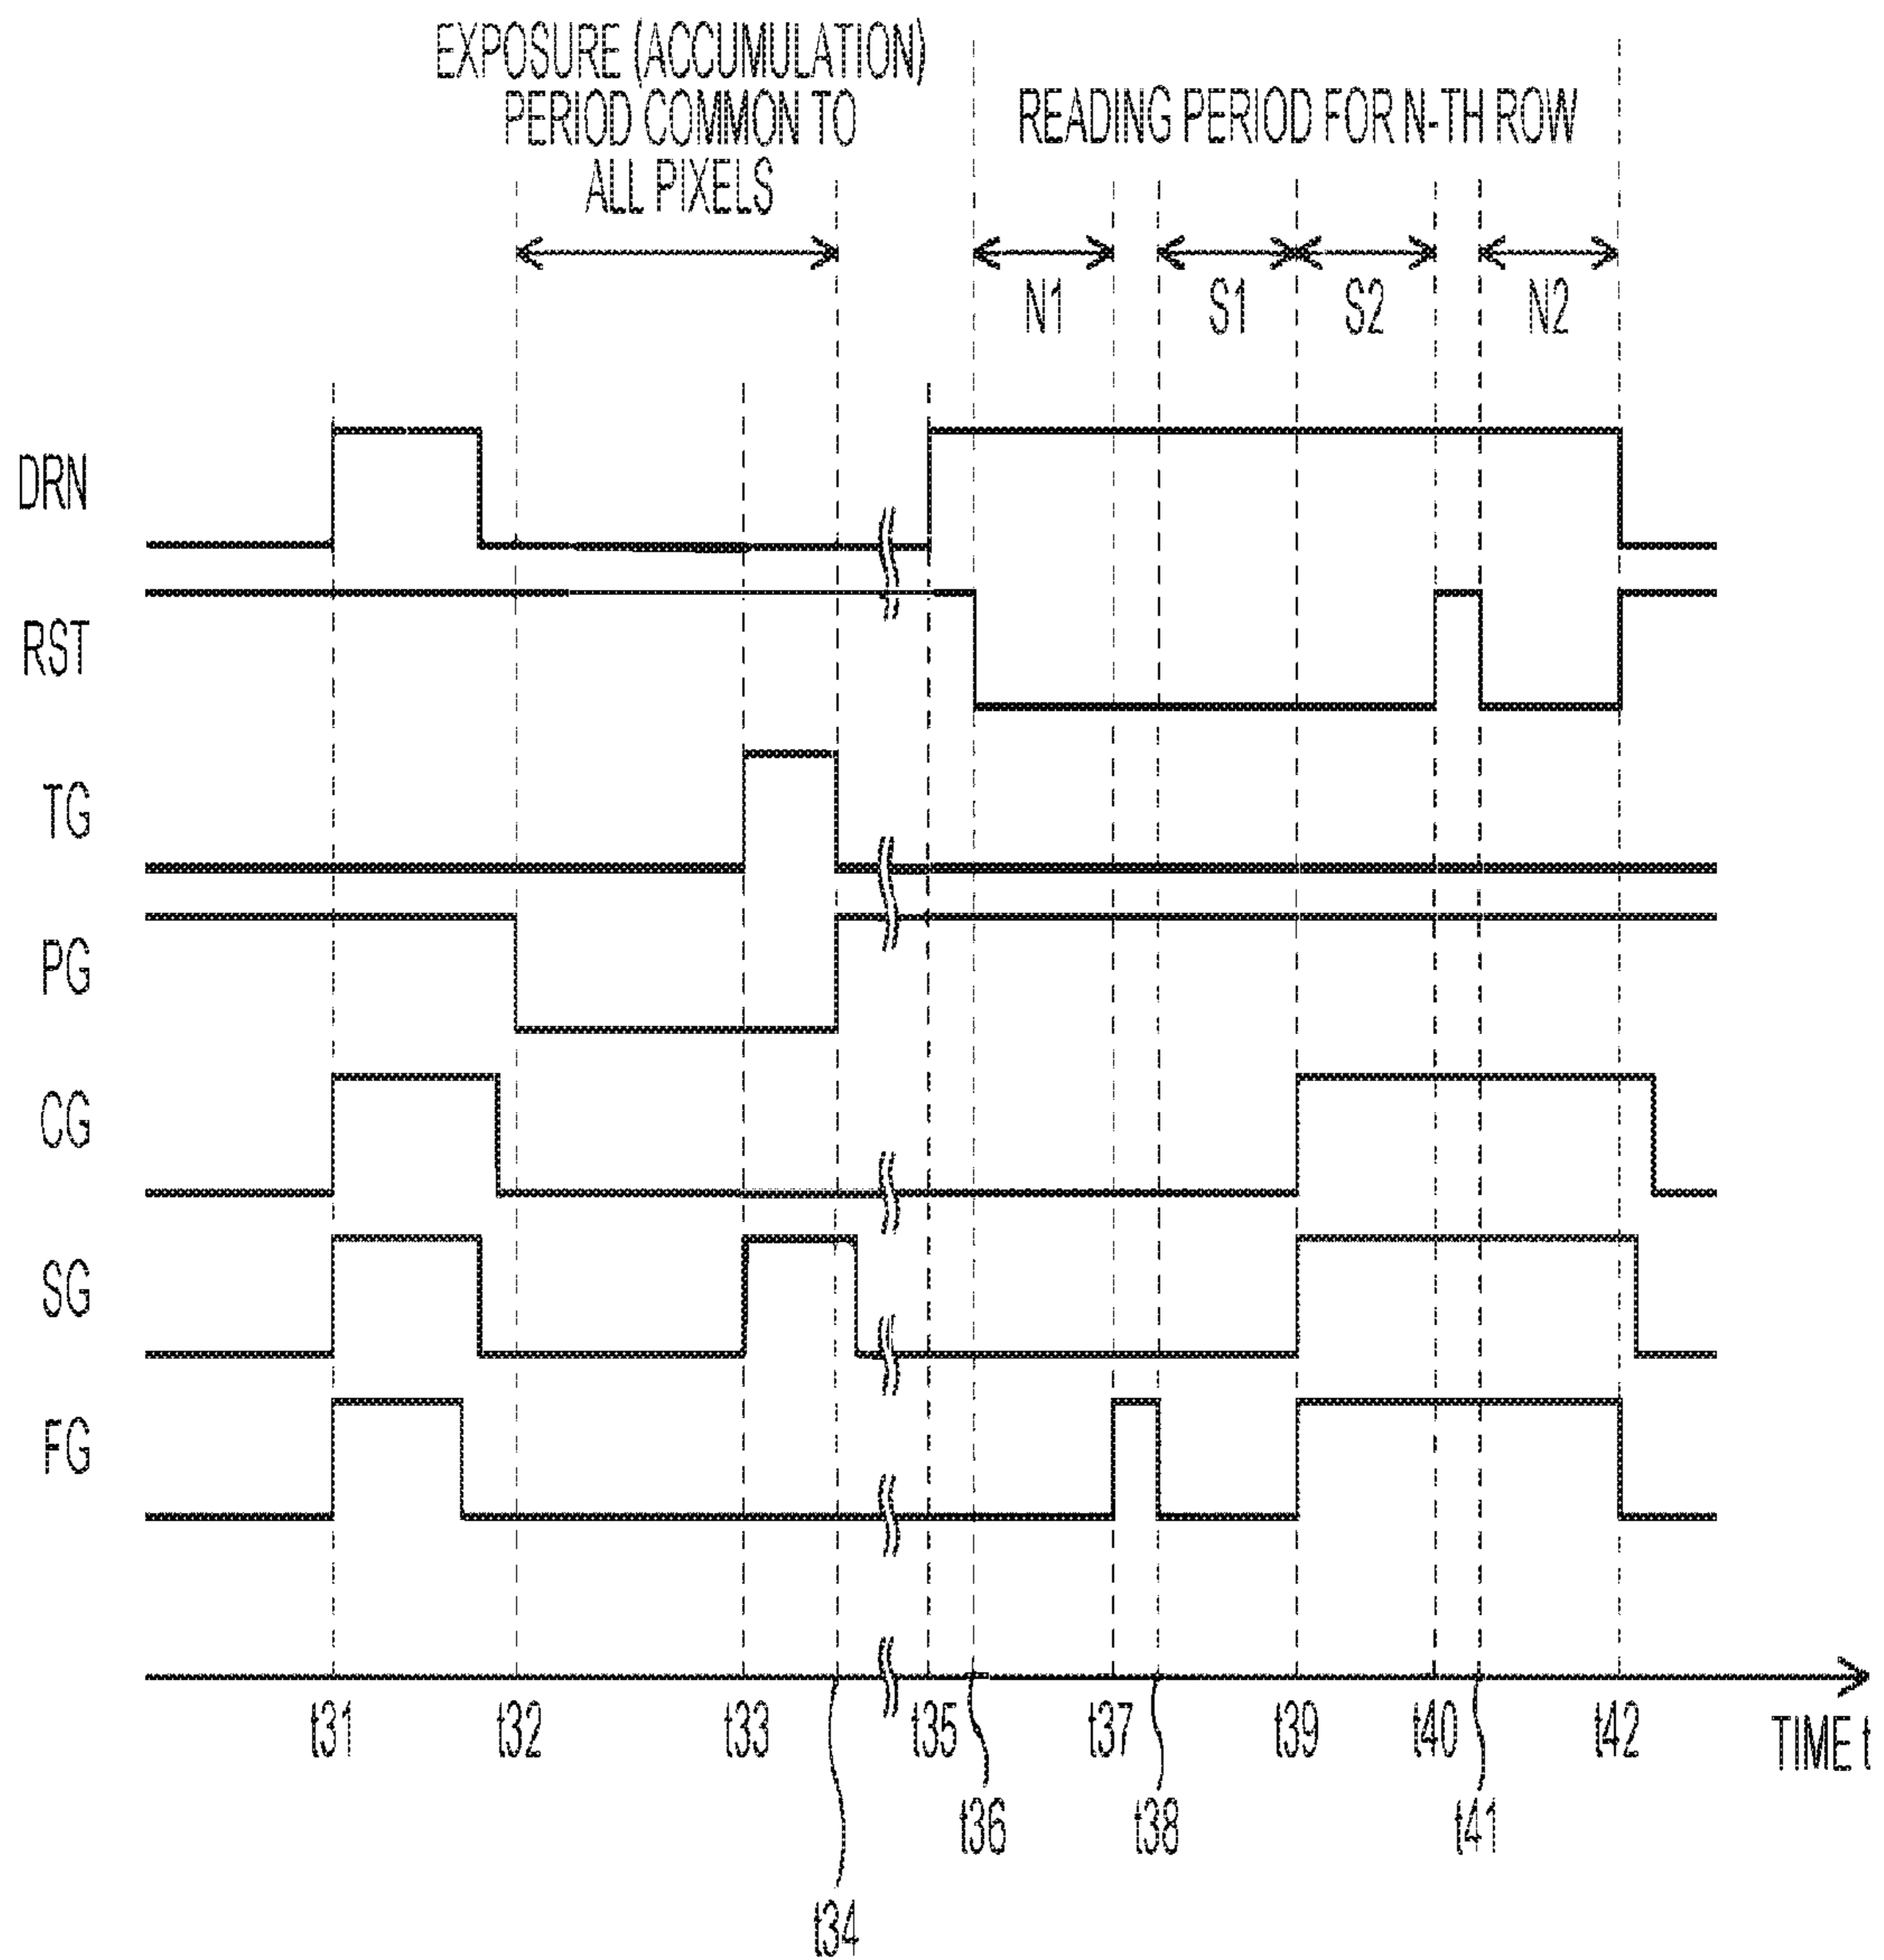 EXPOSURE (ACCUMULATION)
PERIOD COMMON TO
ALL PIXELS
READING PERIOD FOR N-TH ROW
N1
S1
S2
N2
DRN
RST
TG
PG
CG
SG
FG
t31
t32
t33
t35
t37
t39
t40
t42
TIME t
t36
t38
t41
t34